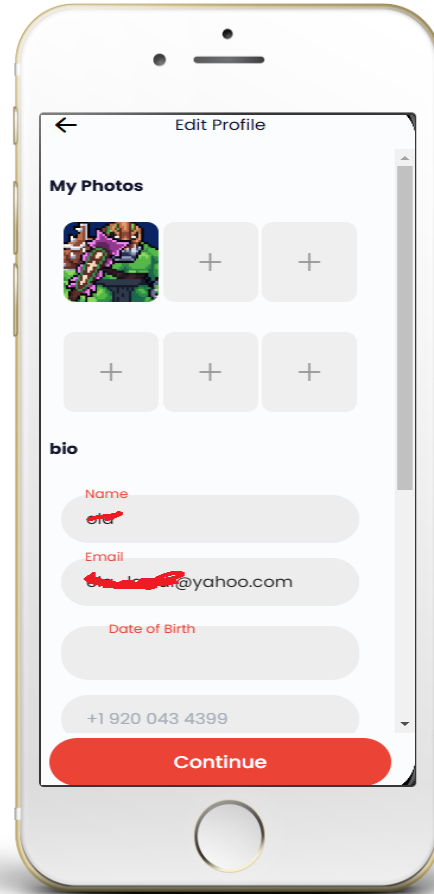 Edit Profile
My Photos
bio
Name
Email
@yahoo.com
Date of Birth
+1 920 043 4399
Continue